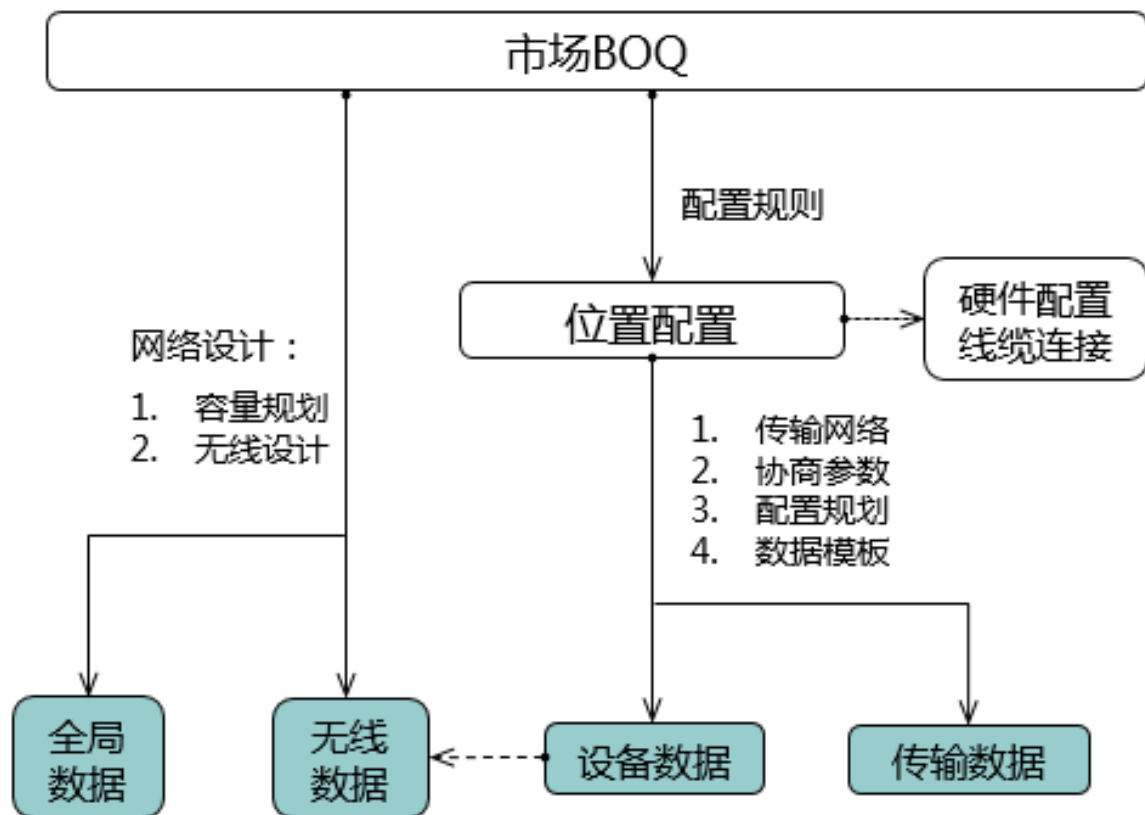 市场BOQ
配置规则
位置配置
硬件配置
线缆连接
网络设计：
1. 容量规划
2. 无线设计
1. 传输网络
2. 协商参数
3. 配置规划
4. 数据模板
全局
数据
无线
数据
设备数据
传输数据